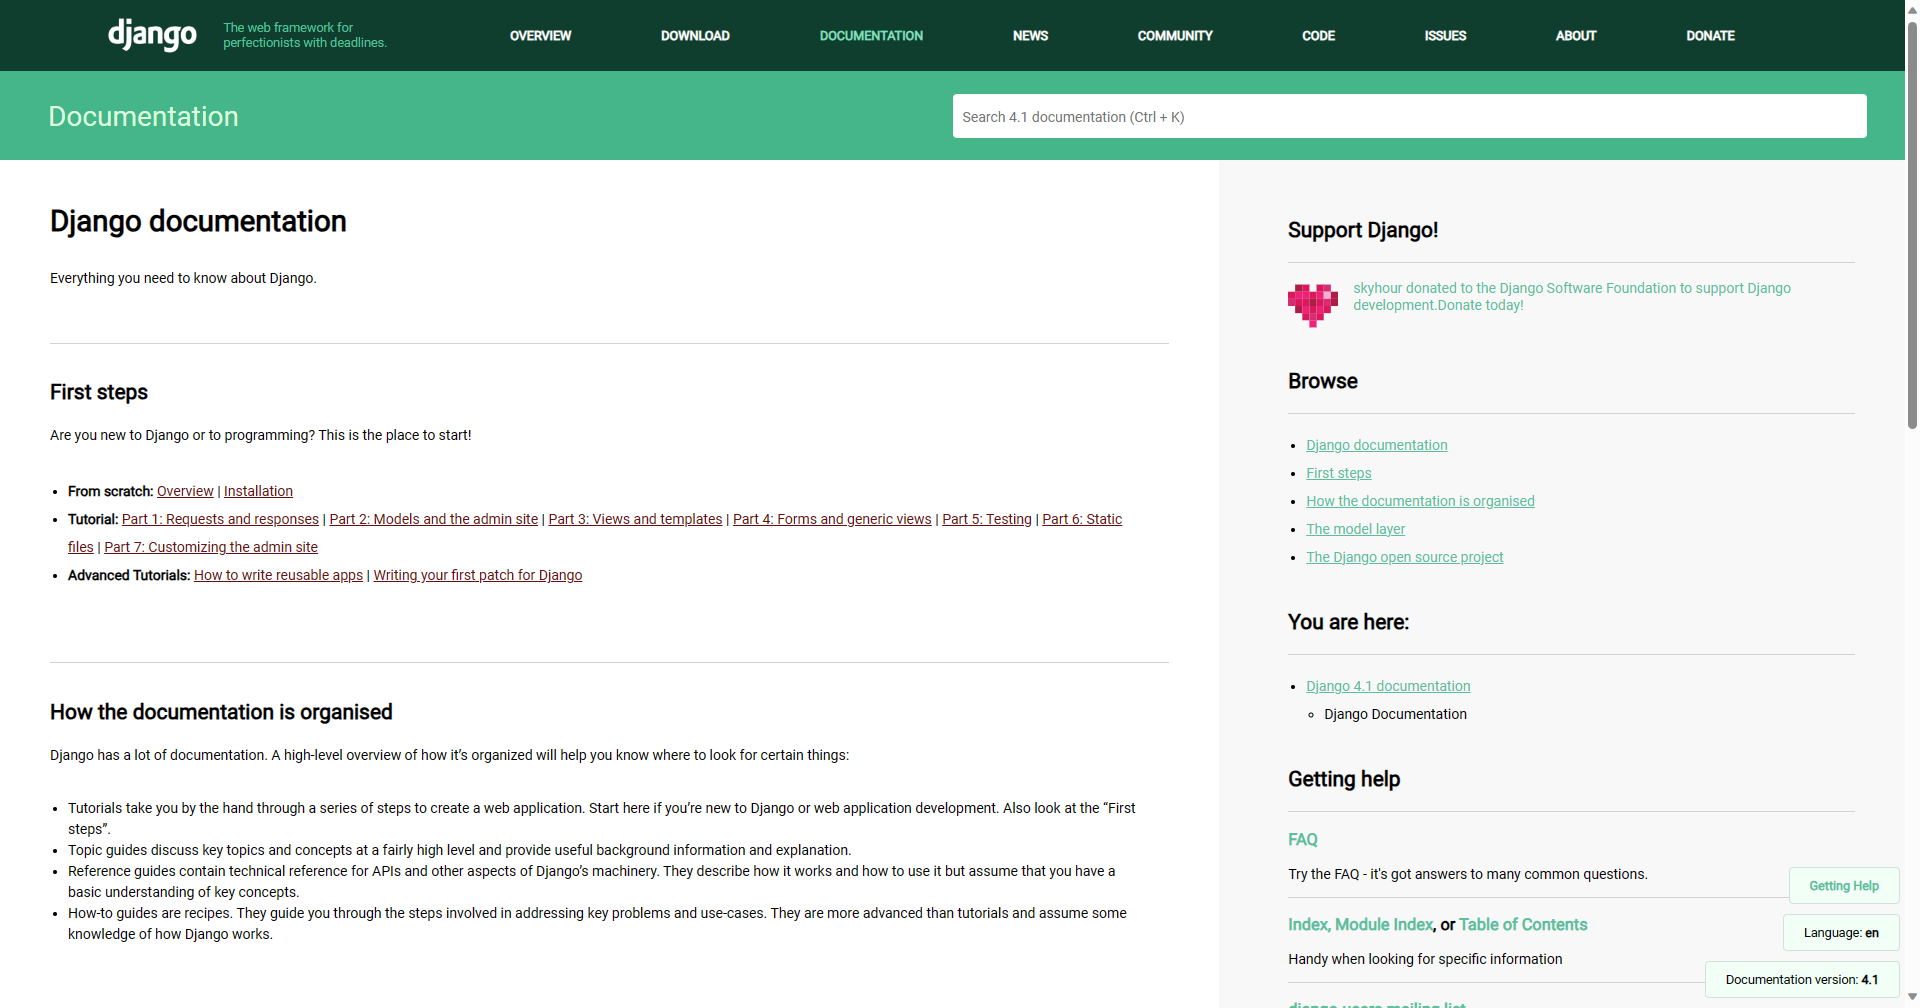 django
The web framework for
perfectionists with deadlines.
OVERVIEW
DOWNLOAD
DOCUMENTATION
NEWS
COMMUNITY
CODE
ISSUES
ABOUT
DONATE
Documentation
Search 4.1 documentation (Ctrl + K)
Django documentation
Everything you need to know about Django.
First steps
Are you new to Django or to programming? This is the place to start!
From scratch: Overview | Installation
Tutorial: Part 1: Requests and responses | Part 2: Models and the admin site | Part 3: Views and templates | Part 4: Forms and generic views | Part 5: Testing | Part 6: Static
files | Part 7: Customizing the admin site
Advanced Tutorials: How to write reusable apps | Writing your first patch for Django
How the documentation is organised
Django has a lot of documentation. A high-level overview of how it’s organized will help you know where to look for certain things:
Tutorials take you by the hand through a series of steps to create a web application. Start here if you’re new to Django or web application development. Also look at the “First
steps”.
Topic guides discuss key topics and concepts at a fairly high level and provide useful background information and explanation.
Reference guides contain technical reference for APIs and other aspects of Django’s machinery. They describe how it works and how to use it but assume that you have a
basic understanding of key concepts.
How-to guides are recipes. They guide you through the steps involved in addressing key problems and use-cases. They are more advanced than tutorials and assume some
knowledge of how Django works.
Support Django!
skyhour donated to the Django Software Foundation to support Django
development.Donate today!
Browse
Django documentation
First steps
How the documentation is organised
The model layer
The Django open source project
You are here:
Django 4.1 documentation
Django Documentation
Getting help
FAQ
Try the FAQ - it's got answers to many common questions.
Index, Module Index, or Table of Contents
Handy when looking for specific information
django-users mailing list
Getting Help
Language: en
Documentation version: 4.1